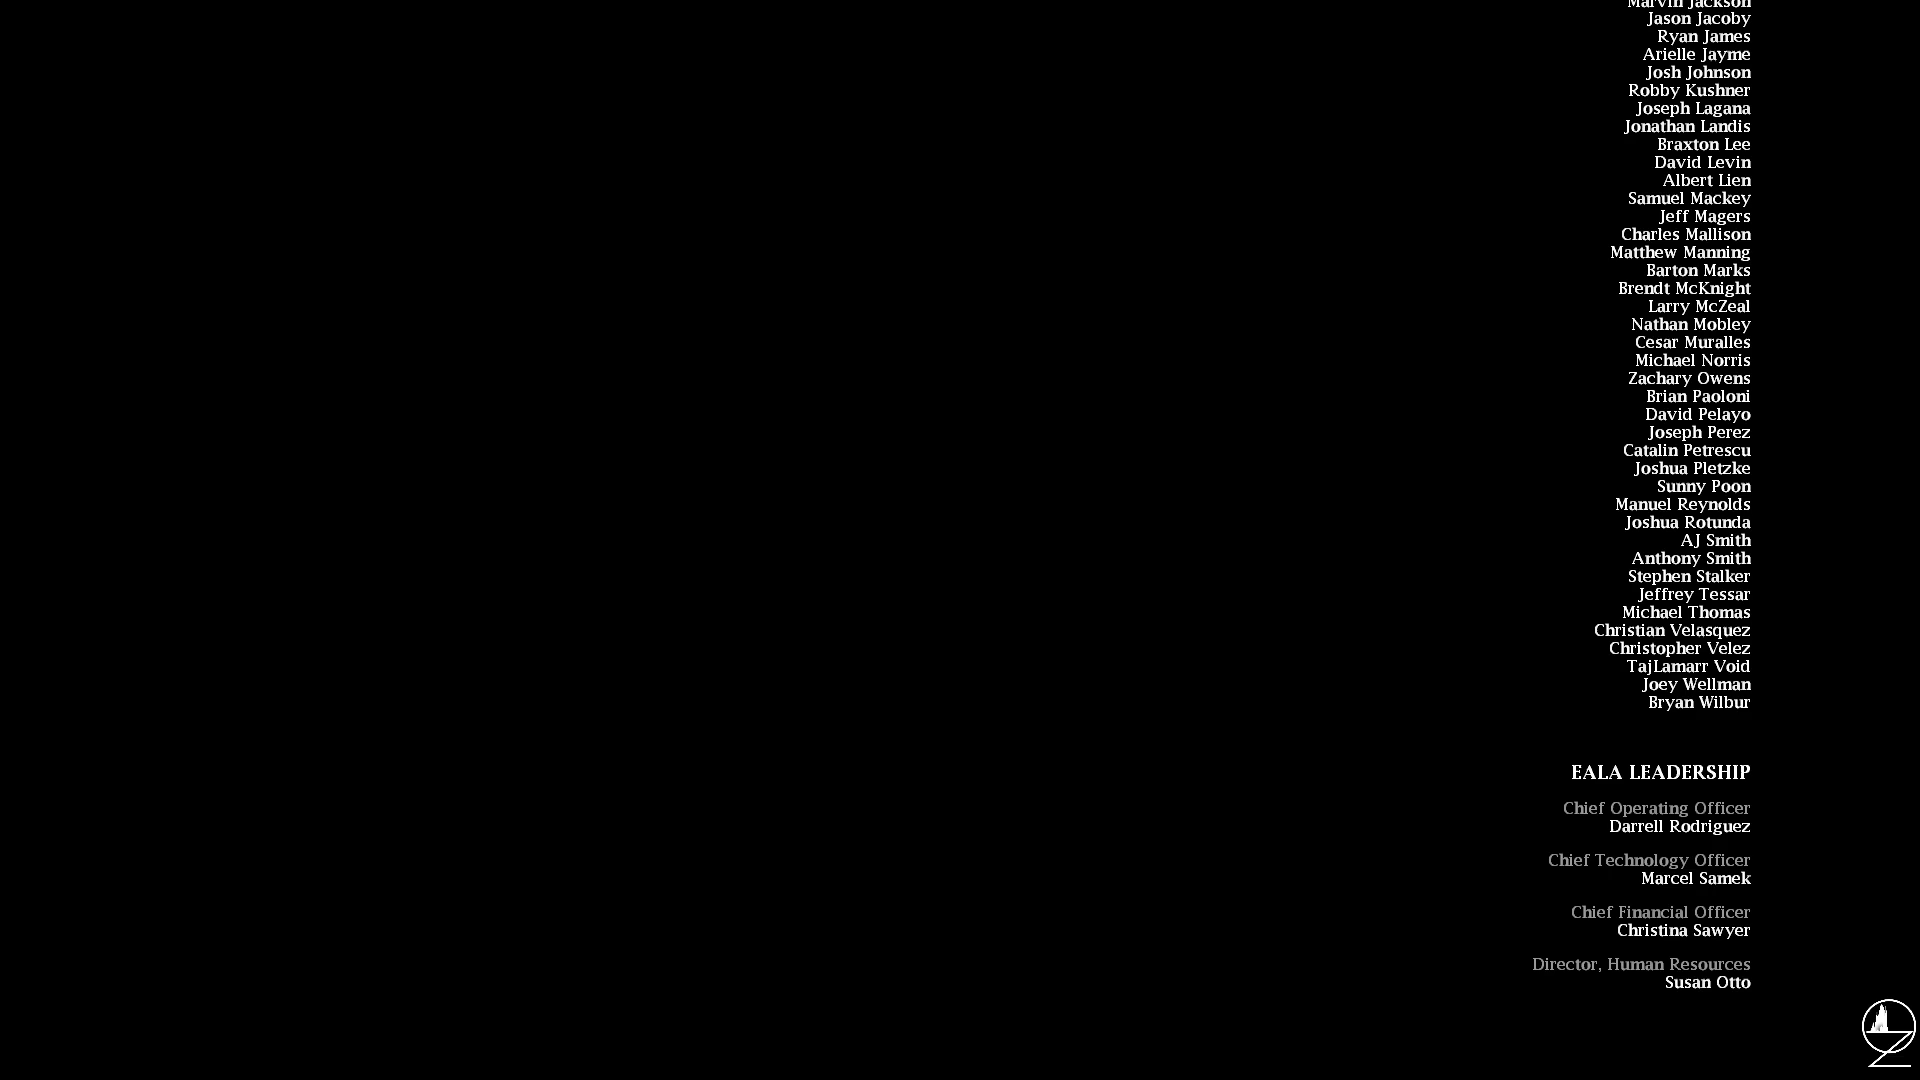 Marvin Jackson
Jason Jacoby
Ryan James
Arielle Jayme
Josh Johnson
Robby Kushner
Joseph Lagana
Jonathan Landis
Braxton Lee
David Levin
Albert Lien
Samuel Mackey
Jeff Magers
Charles Mallison
Matthew Manning
Barton Marks
Brendt McKnight
Larry McZeal
Nathan Mobley
Cesar Muralles
Michael Norris
Zachary Owens
Brian Paoloni
David Pelayo
Joseph Perez
Catalin Petrescu
Joshua Pletzke
Sunny Poon
Manuel Reynolds
Joshua Rotunda
AJ Smith
Anthony Smith
Stephen Stalker
Jeffrey Tessar
Michael Thomas
Christian Velasquez
Christopher Velez
TajLamarr Void
Joey Wellman
Bryan Wilbur
EALA LEADERSHIP
Chief Operating Officer
Darrell Rodriguez
Chief Technology Officer
Marcel Samek
Chief Financial Officer
Christina Sawyer
Director, Human Resources
Susan Otto